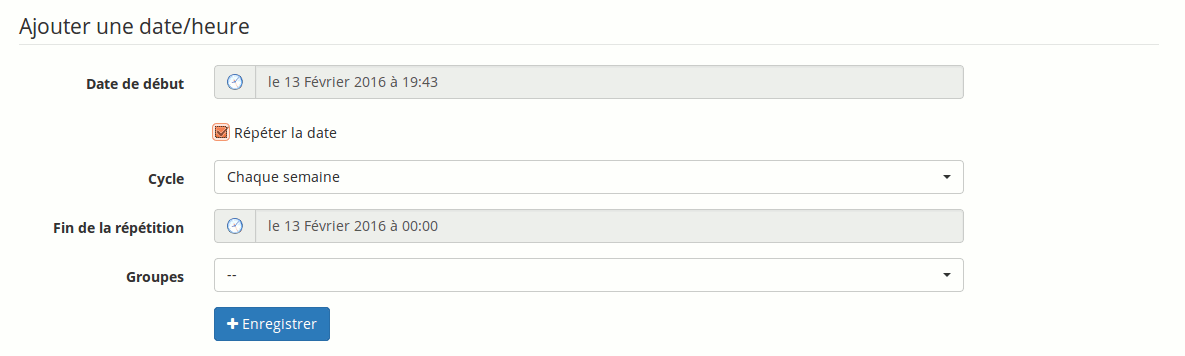 Ajouter une date/heure
Date de début le 13 Février 2016 à 19:43
Répéter la date
Cycle Chaque semaine
Fin de la répétition le 13 Février 2016 à 00:00
Groupes --
Enregistrer